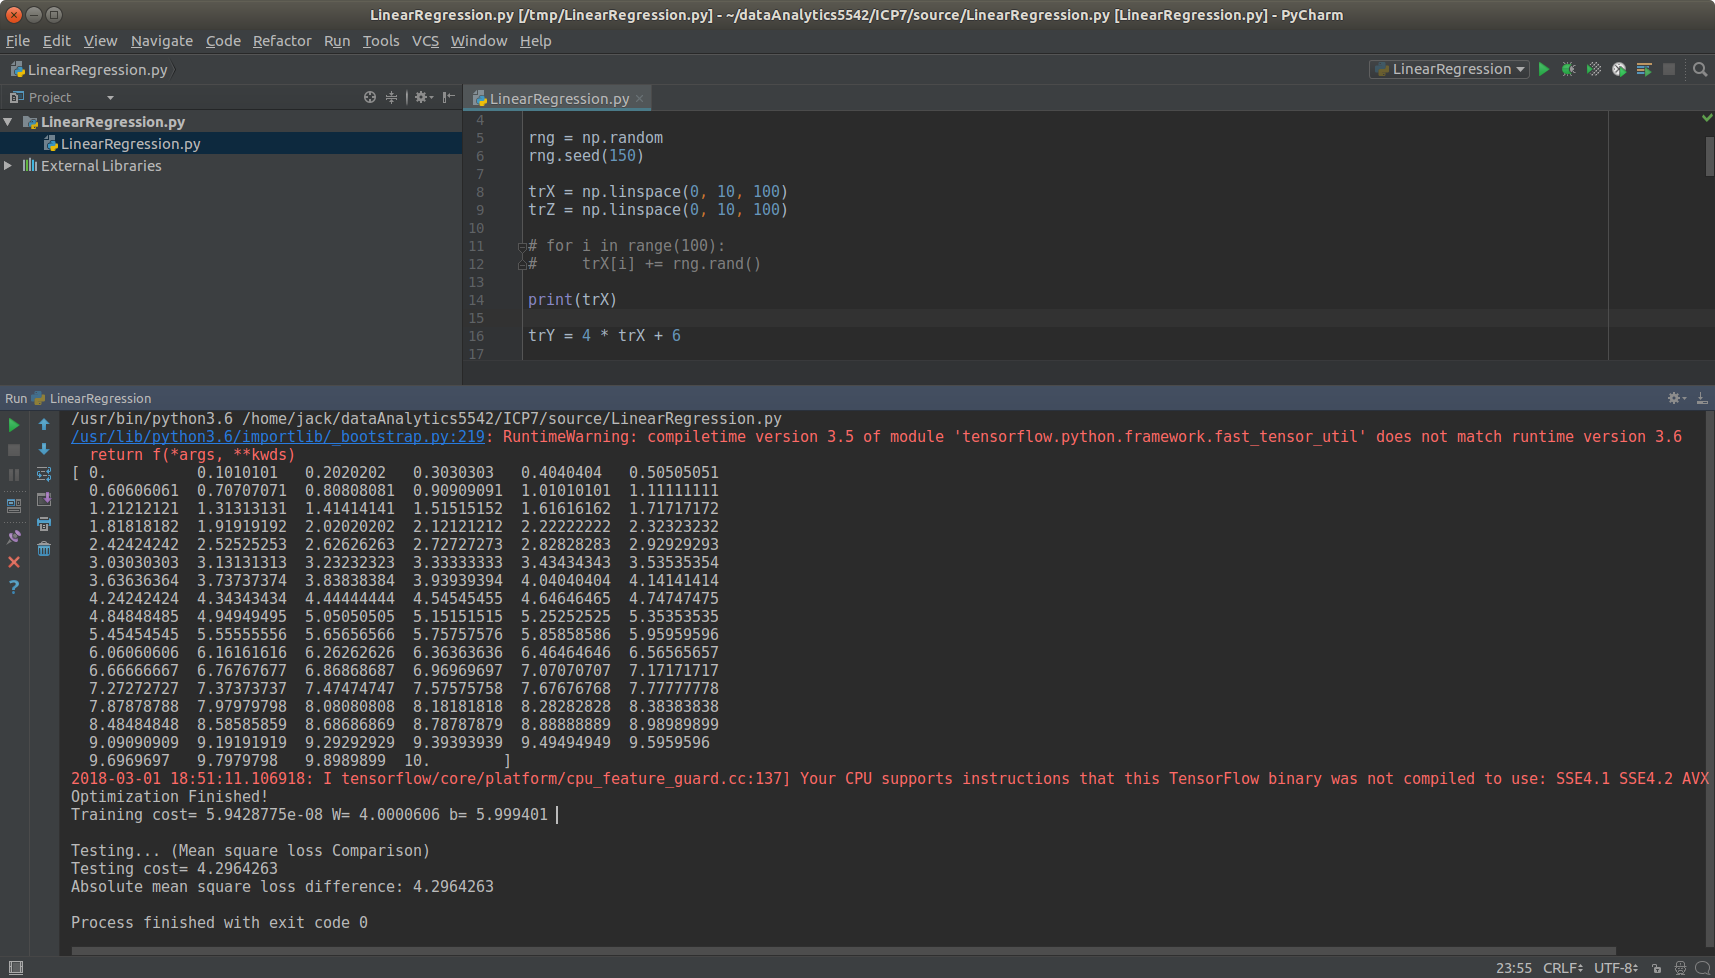 LinearRegression.py [/tmp/LinearRegression.py] - ~/dataAnalytics5542/ICP7/source/LinearRegression.py [LinearRegression.py] - PyCharm
File Edit View Navigate Code Refactor Run Tools VCS Window Help
LinearRegression.py
LinearRegression
Project
LinearRegression.py
LinearRegression.py
External Libraries
LinearRegression.py
4
5 rng = np.random
6 rng.seed(150)
7
8 trX = np.linspace(0, 10, 100)
9 trZ = np.linspace(0, 10, 100)
10
11 # for i in range(100):
12 #     trX[i] += rng.rand()
13
14 print(trX)
15
16 trY = 4 * trX + 6
17
Run LinearRegression
/usr/bin/python3.6 /home/jack/dataAnalytics5542/ICP7/source/LinearRegression.py
/usr/lib/python3.6/importlib/_bootstrap.py:219: RuntimeWarning: compiletime version 3.5 of module 'tensorflow.python.framework.fast_tensor_util' does not match runtime version 3.6
  return f(*args, **kwds)
[ 0.          0.1010101   0.2020202   0.3030303   0.4040404   0.50505051
  0.60606061  0.70707071  0.80808081  0.90909091  1.01010101  1.11111111
  1.21212121  1.31313131  1.41414141  1.51515152  1.61616162  1.71717172
  1.81818182  1.91919192  2.02020202  2.12121212  2.22222222  2.32323232
  2.42424242  2.52525253  2.62626263  2.72727273  2.82828283  2.92929293
  3.03030303  3.13131313  3.23232323  3.33333333  3.43434343  3.53535354
  3.63636364  3.73737374  3.83838384  3.93939394  4.04040404  4.14141414
  4.24242424  4.34343434  4.44444444  4.54545455  4.64646465  4.74747475
  4.84848485  4.94949495  5.05050505  5.15151515  5.25252525  5.35353535
  5.45454545  5.55555556  5.65656566  5.75757576  5.85858586  5.95959596
  6.06060606  6.16161616  6.26262626  6.36363636  6.46464646  6.56565657
  6.66666667  6.76767677  6.86868687  6.96969697  7.07070707  7.17171717
  7.27272727  7.37373737  7.47474747  7.57575758  7.67676768  7.77777778
  7.87878788  7.97979798  8.08080808  8.18181818  8.28282828  8.38383838
  8.48484848  8.58585859  8.68686869  8.78787879  8.88888889  8.98989899
  9.09090909  9.19191919  9.29292929  9.39393939  9.49494949  9.5959596
  9.6969697   9.7979798   9.8989899  10.        ]
2018-03-01 18:51:11.106918: I tensorflow/core/platform/cpu_feature_guard.cc:137] Your CPU supports instructions that this TensorFlow binary was not compiled to use: SSE4.1 SSE4.2 AVX
Optimization Finished!
Training cost= 5.9428775e-08 W= 4.0000606 b= 5.999401
Testing... (Mean square loss Comparison)
Testing cost= 4.2964263
Absolute mean square loss difference: 4.2964263
Process finished with exit code 0
23:55 CRLF UTF-8